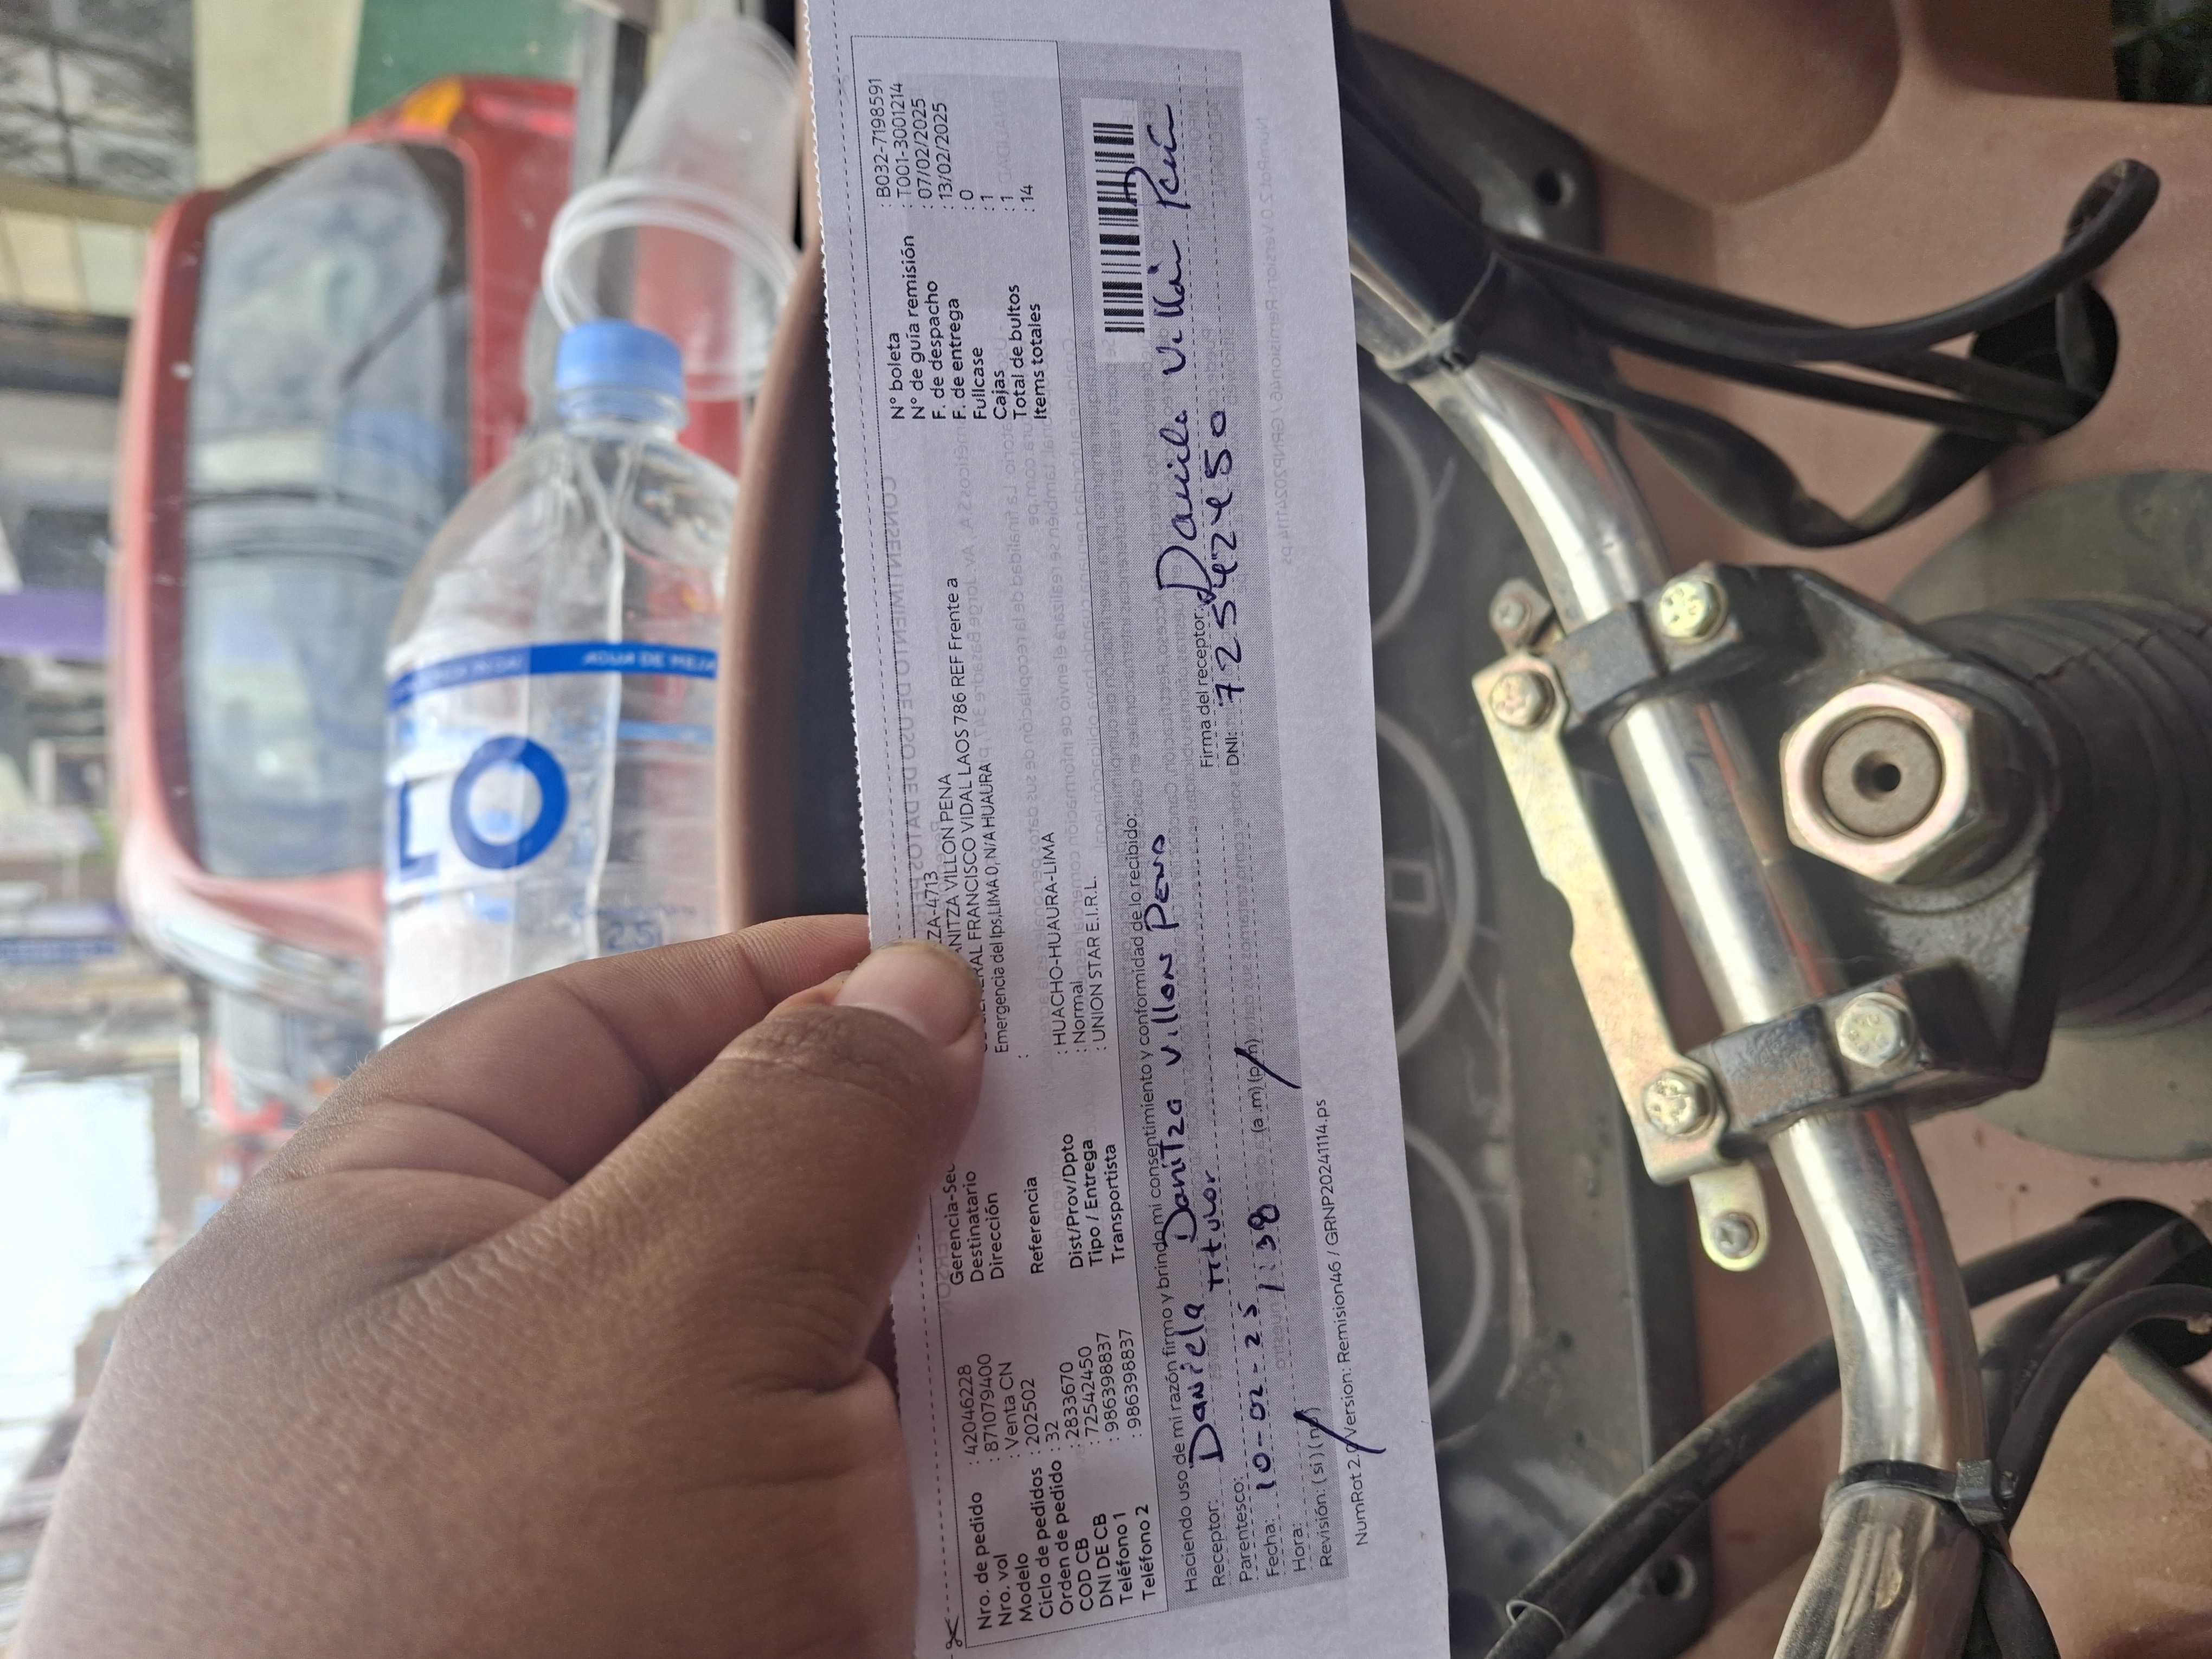 Nro. de pedido : 42046228
Nro. vol : 871079400
Modelo : Venta CN
Ciclo de pedidos : 202502
Orden de pedido : 32
COD CB : 2833670
DNI DE CB : 72542450
Teléfono 1 : 986398837
Teléfono 2 : 986398837
Gerencia-Sec ZA-4713
Destinatario ANITZA VILLON PENA
Dirección ERAL FRANCISCO VIDAL LAOS 786 REF Frente a
Emergencia del Ips,LIMA 0, N/A HUAURA
Referencia :
Dist/Prov/Dpto : HUACHO-HUAURA-LIMA
Tipo / Entrega : Normal
Transportista : UNION STAR E.I.R.L.
N° boleta : B032-7198591
N° de guía remisión : T001-3001214
F. de despacho : 07/02/2025
F. de entrega : 13/02/2025
Fullcase : 0
Cajas : 1
Total de bultos : 1
Items totales : 14
Haciendo uso de mi razón firmo y brindo mi consentimiento y conformidad de lo recibido:
Receptor: Daniela Danitza Villon Pena
Parentesco: titular
Fecha: 10-02-25
Hora: 1:38 (a.m) (p.m)
Revisión: ( si ) (no)
Firma del receptor: Daniela Villón Peña
DNI: 72542450
NumRot 2.0 Version: Remision46 / GRNP20241114.ps
LO
AGUA DE MESA